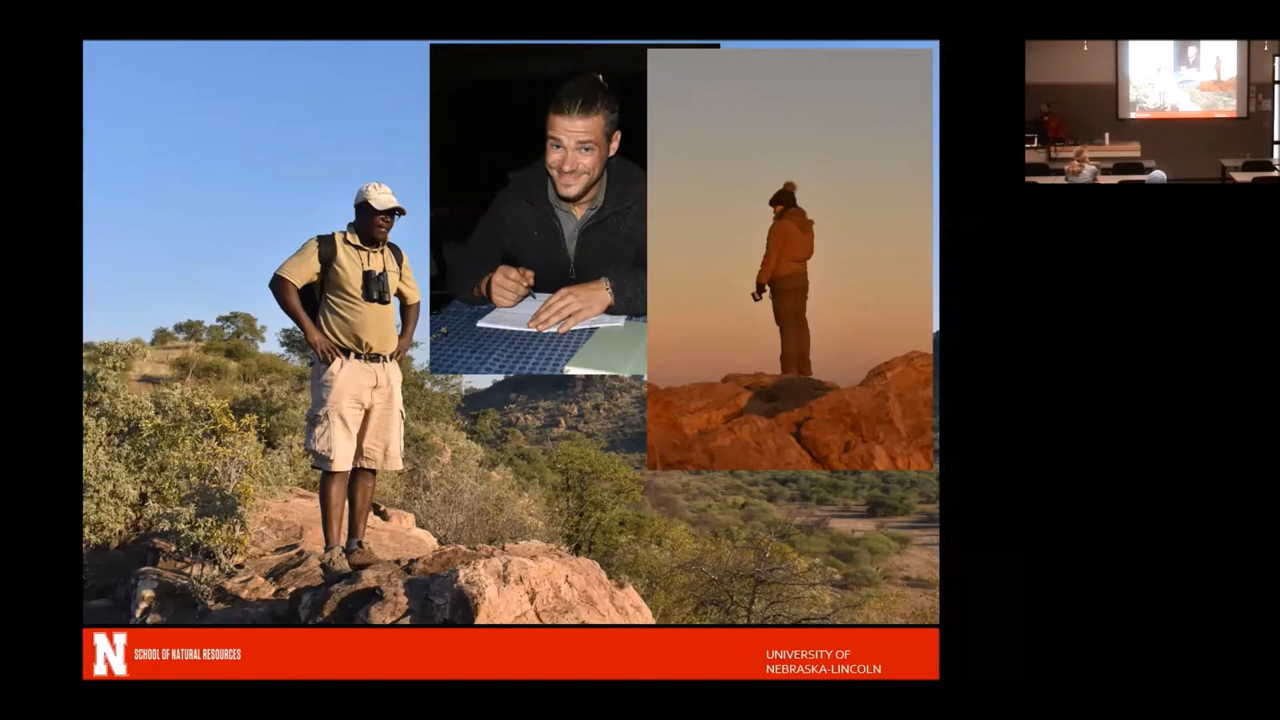 N
SCHOOL OF NATURAL RESOURCES
UNIVERSITY OF
NEBRASKA-LINCOLN